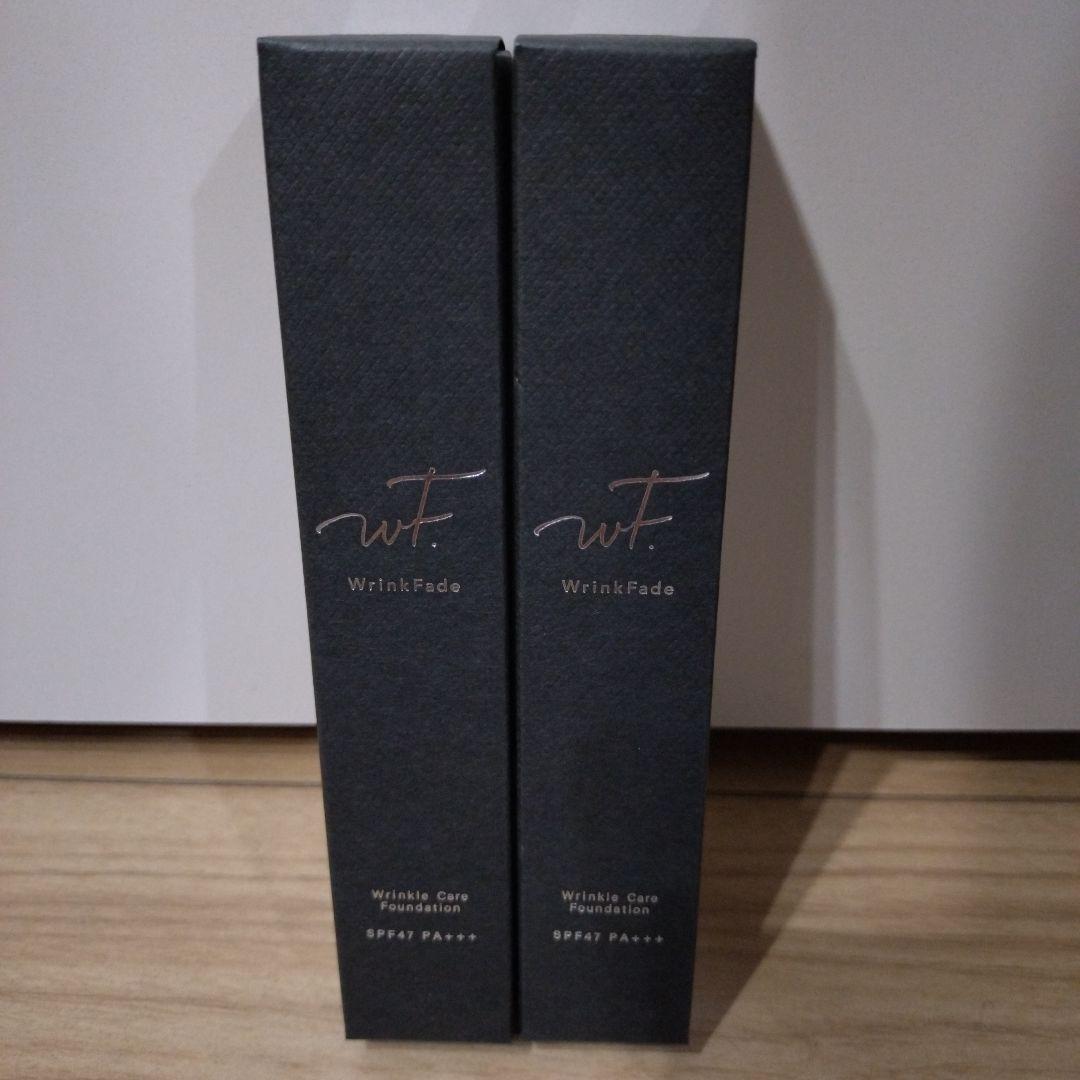 wF.
WrinkFade
Wrinkle Care
Foundation
SPF47 PA+++
wF.
WrinkFade
Wrinkle Care
Foundation
SPF47 PA+++